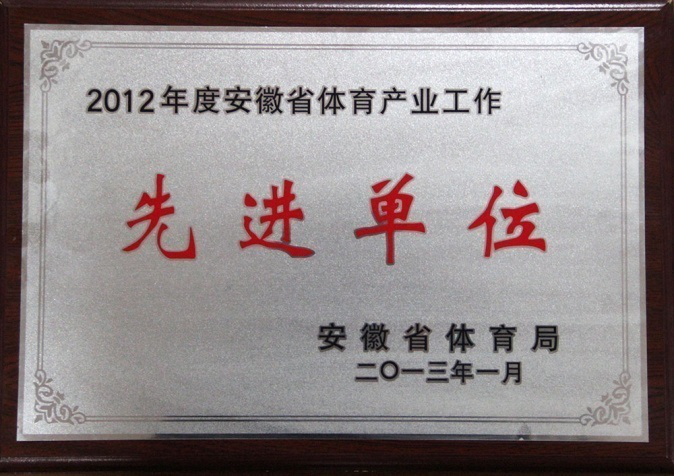 2012年度安徽省体育产业工作
先进单位
安徽省体育局
二〇一三年一月